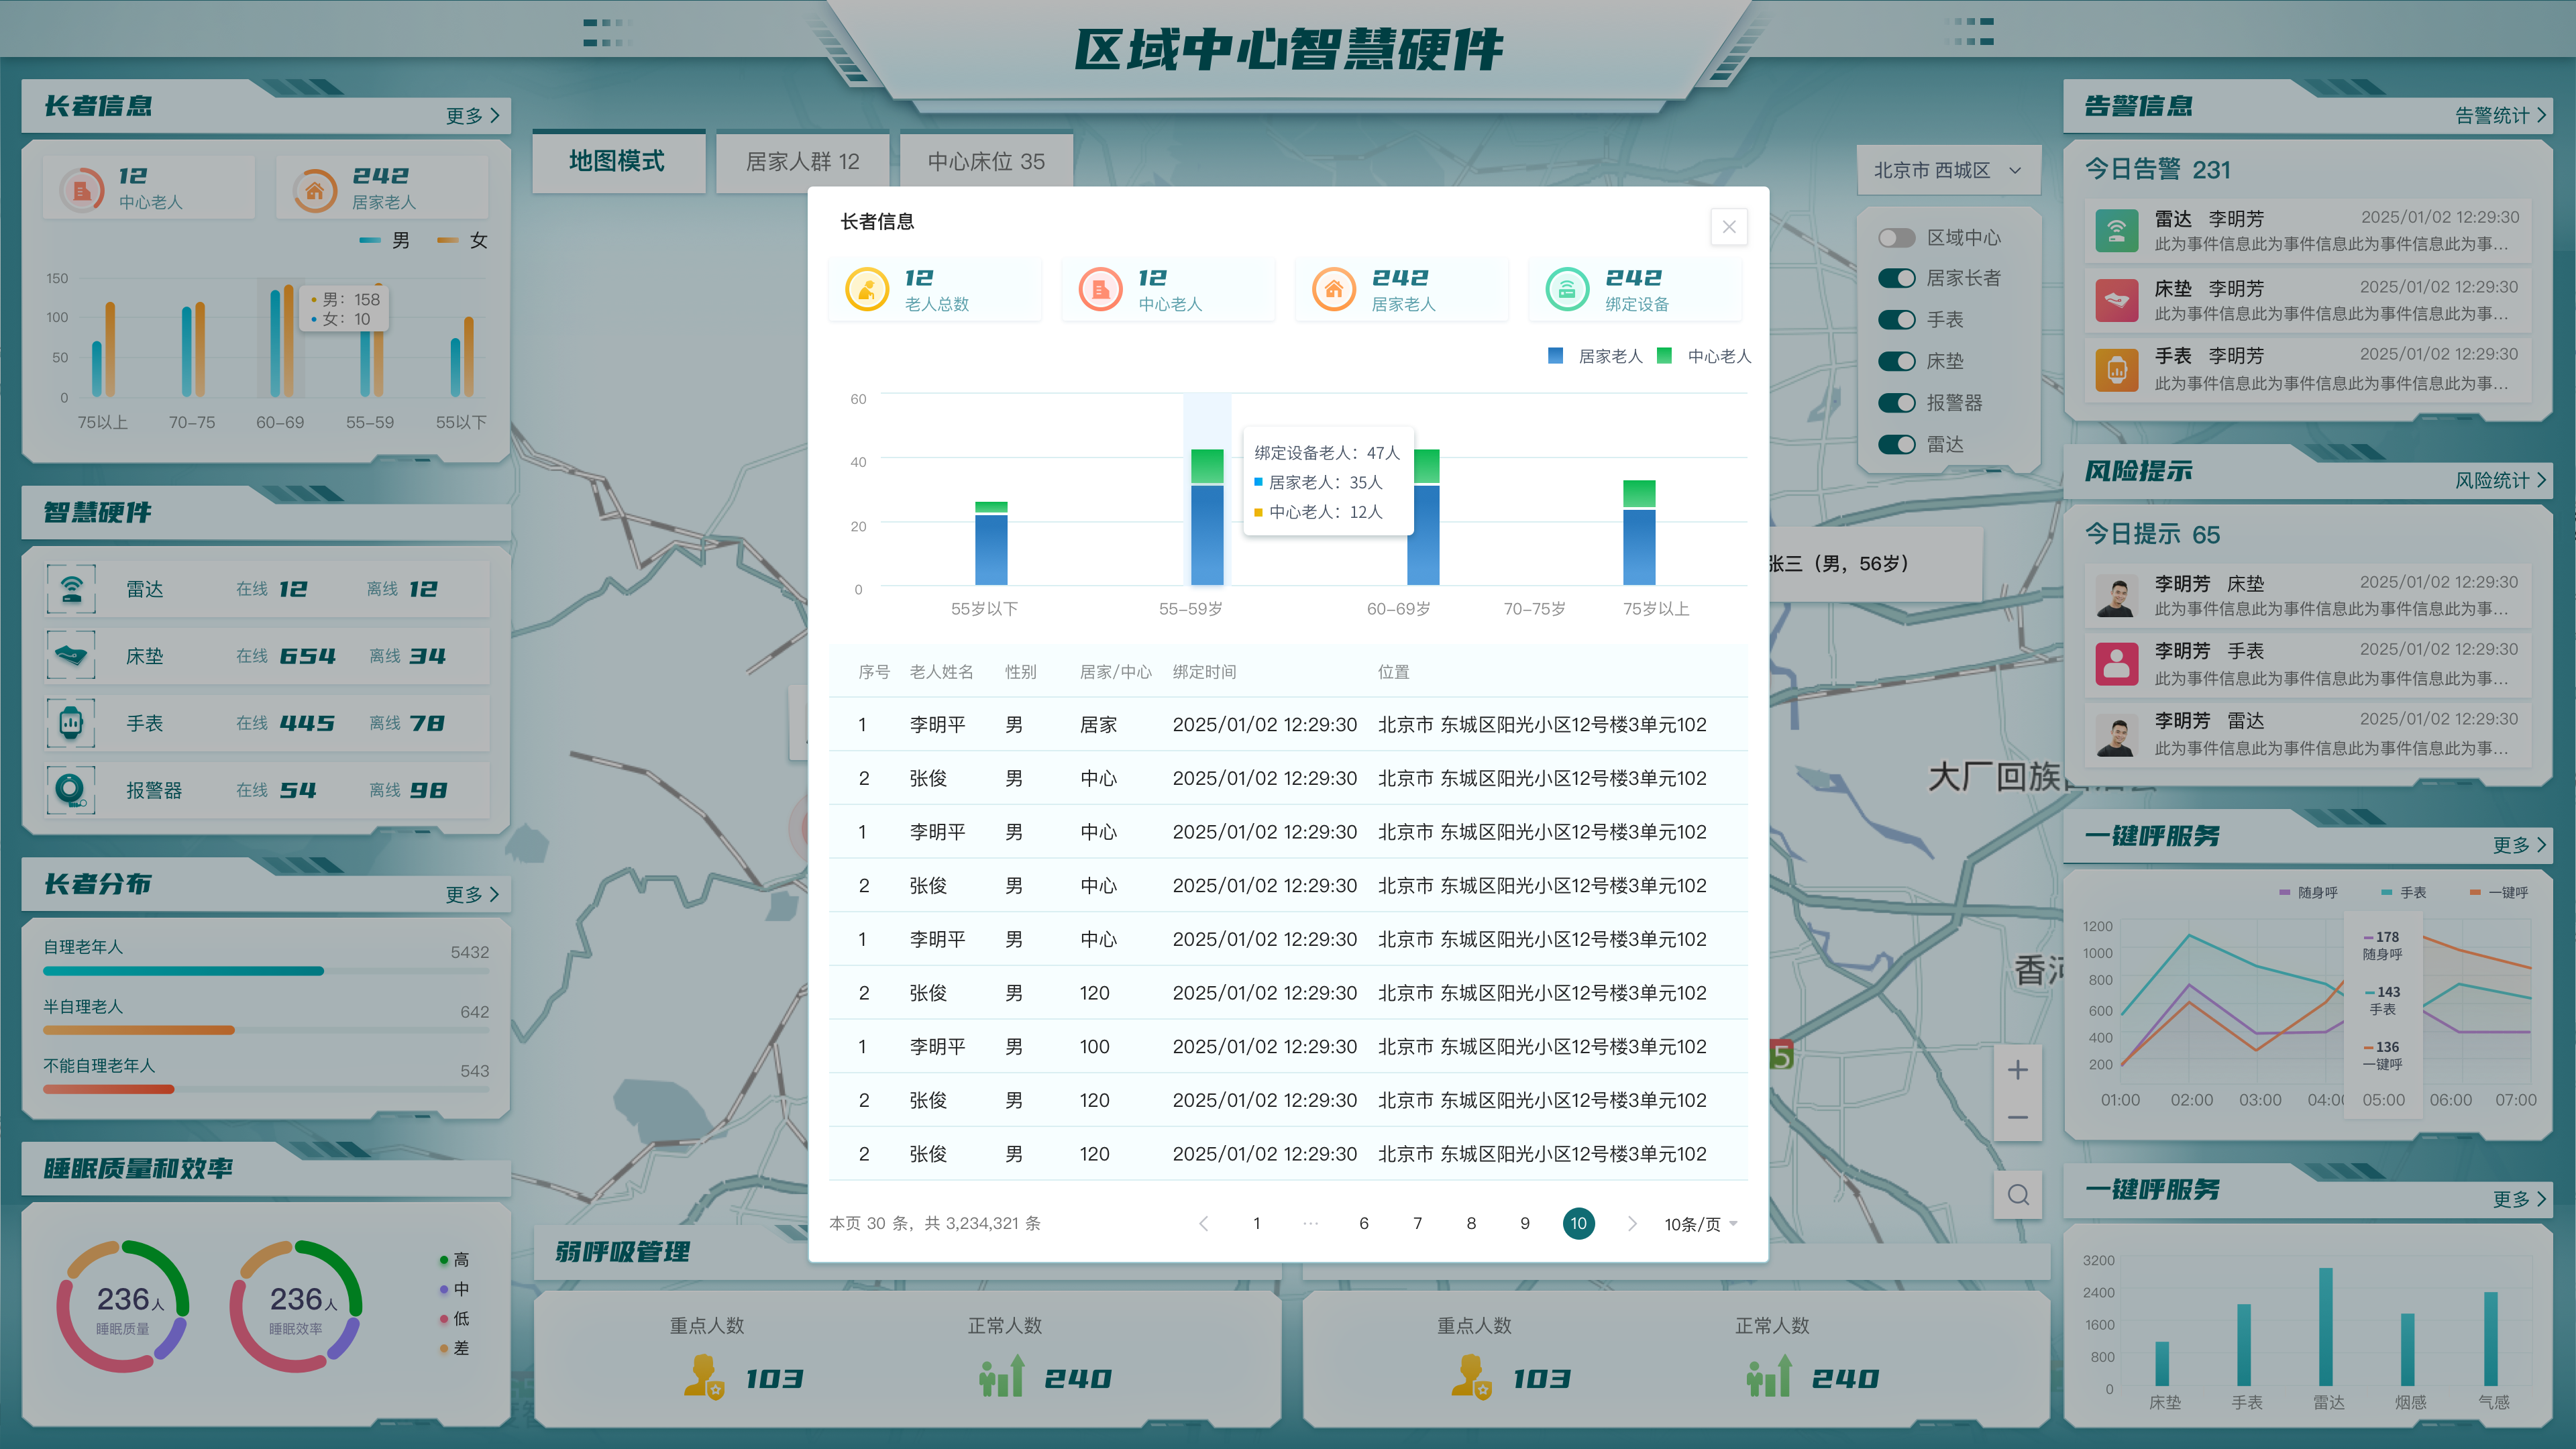 区域中心智慧硬件
长者信息
更多
12
中心老人
242
居家老人
男 女
150
100
50
0
男：158
女：10
75以上 70-75 60-69 55-59 55以下
智慧硬件
雷达 在线 12 离线 12
床垫 在线 654 离线 34
手表 在线 445 离线 78
报警器 在线 54 离线 98
长者分布
更多
自理老年人 5432
半自理老人 642
不能自理老年人 543
睡眠质量和效率
236人
睡眠质量
236人
睡眠效率
高
中
低
差
地图模式
居家人群 12
中心床位 35
长者信息
12
老人总数
12
中心老人
242
居家老人
242
绑定设备
居家老人 中心老人
60
40
20
0
绑定设备老人：47人
居家老人：35人
中心老人：12人
55岁以下 55-59岁 60-69岁 70-75岁 75岁以上
序号 老人姓名 性别 居家/中心 绑定时间 位置
1 李明平 男 居家 2025/01/02 12:29:30 北京市 东城区阳光小区12号楼3单元102
2 张俊 男 中心 2025/01/02 12:29:30 北京市 东城区阳光小区12号楼3单元102
1 李明平 男 中心 2025/01/02 12:29:30 北京市 东城区阳光小区12号楼3单元102
2 张俊 男 中心 2025/01/02 12:29:30 北京市 东城区阳光小区12号楼3单元102
1 李明平 男 中心 2025/01/02 12:29:30 北京市 东城区阳光小区12号楼3单元102
2 张俊 男 120 2025/01/02 12:29:30 北京市 东城区阳光小区12号楼3单元102
1 李明平 男 100 2025/01/02 12:29:30 北京市 东城区阳光小区12号楼3单元102
2 张俊 男 120 2025/01/02 12:29:30 北京市 东城区阳光小区12号楼3单元102
2 张俊 男 120 2025/01/02 12:29:30 北京市 东城区阳光小区12号楼3单元102
本页 30 条，共 3,234,321 条
1 ··· 6 7 8 9 10 10条/页
弱呼吸管理
重点人数
103
正常人数
240
重点人数
103
正常人数
240
北京市 西城区
区域中心
居家长者
手表
床垫
报警器
雷达
张三（男，56岁）
大厂回族
香河
5
告警信息
告警统计
今日告警 231
雷达 李明芳 2025/01/02 12:29:30
此为事件信息此为事件信息此为事件信息此为事...
床垫 李明芳 2025/01/02 12:29:30
此为事件信息此为事件信息此为事件信息此为事...
手表 李明芳 2025/01/02 12:29:30
此为事件信息此为事件信息此为事件信息此为事...
风险提示
风险统计
今日提示 65
李明芳 床垫 2025/01/02 12:29:30
此为事件信息此为事件信息此为事件信息此为事...
李明芳 手表 2025/01/02 12:29:30
此为事件信息此为事件信息此为事件信息此为事...
李明芳 雷达 2025/01/02 12:29:30
此为事件信息此为事件信息此为事件信息此为事...
一键呼服务
更多
随身呼 手表 一键呼
1200
1000
800
600
400
200
178
随身呼
143
手表
136
一键呼
01:00 02:00 03:00 04:00 05:00 06:00 07:00
一键呼服务
更多
3200
2400
1600
800
0
床垫 手表 雷达 烟感 气感